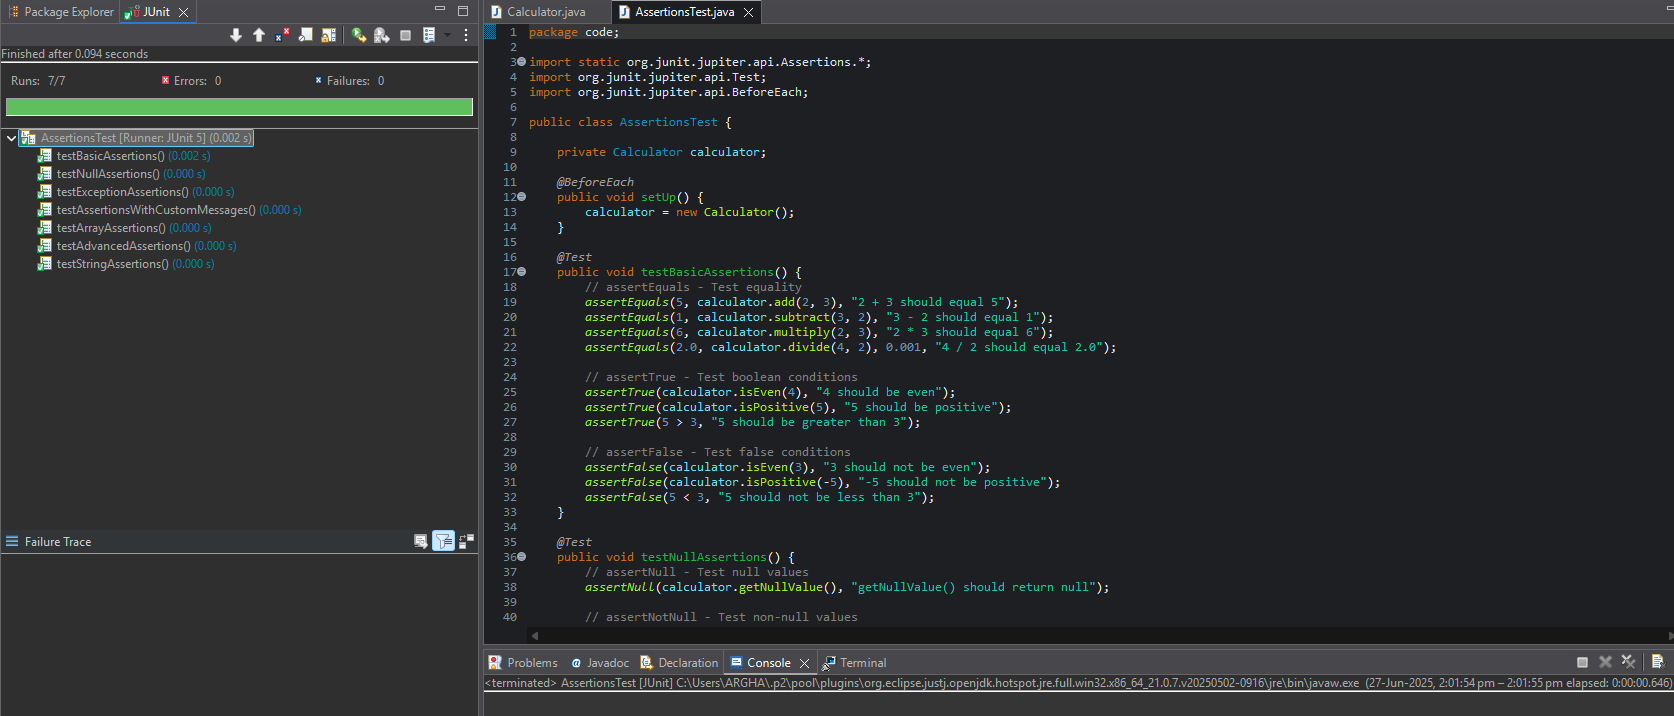 Package Explorer JUnit
Finished after 0.094 seconds
Runs: 7/7 Errors: 0 Failures: 0
AssertionsTest [Runner: JUnit 5] (0.002 s)
testBasicAssertions() (0.002 s)
testNullAssertions() (0.000 s)
testExceptionAssertions() (0.000 s)
testAssertionsWithCustomMessages() (0.000 s)
testArrayAssertions() (0.000 s)
testAdvancedAssertions() (0.000 s)
testStringAssertions() (0.000 s)
Failure Trace
Calculator.java AssertionsTest.java
1 package code;
2
3 import static org.junit.jupiter.api.Assertions.*;
4 import org.junit.jupiter.api.Test;
5 import org.junit.jupiter.api.BeforeEach;
6
7 public class AssertionsTest {
8
9 private Calculator calculator;
10
11 @BeforeEach
12 public void setUp() {
13 calculator = new Calculator();
14 }
15
16 @Test
17 public void testBasicAssertions() {
18 // assertEquals - Test equality
19 assertEquals(5, calculator.add(2, 3), "2 + 3 should equal 5");
20 assertEquals(1, calculator.subtract(3, 2), "3 - 2 should equal 1");
21 assertEquals(6, calculator.multiply(2, 3), "2 * 3 should equal 6");
22 assertEquals(2.0, calculator.divide(4, 2), 0.001, "4 / 2 should equal 2.0");
23
24 // assertTrue - Test boolean conditions
25 assertTrue(calculator.isEven(4), "4 should be even");
26 assertTrue(calculator.isPositive(5), "5 should be positive");
27 assertTrue(5 > 3, "5 should be greater than 3");
28
29 // assertFalse - Test false conditions
30 assertFalse(calculator.isEven(3), "3 should not be even");
31 assertFalse(calculator.isPositive(-5), "-5 should not be positive");
32 assertFalse(5 < 3, "5 should not be less than 3");
33 }
34
35 @Test
36 public void testNullAssertions() {
37 // assertNull - Test null values
38 assertNull(calculator.getNullValue(), "getNullValue() should return null");
39
40 // assertNotNull - Test non-null values
Problems Javadoc Declaration Console Terminal
<terminated> AssertionsTest [JUnit] C:\Users\ARGHA\.p2\pool\plugins\org.eclipse.justj.openjdk.hotspot.jre.full.win32.x86_64_21.0.7.v20250502-0916\jre\bin\javaw.exe (27-Jun-2025, 2:01:54 pm – 2:01:55 pm elapsed: 0:00:00.646)